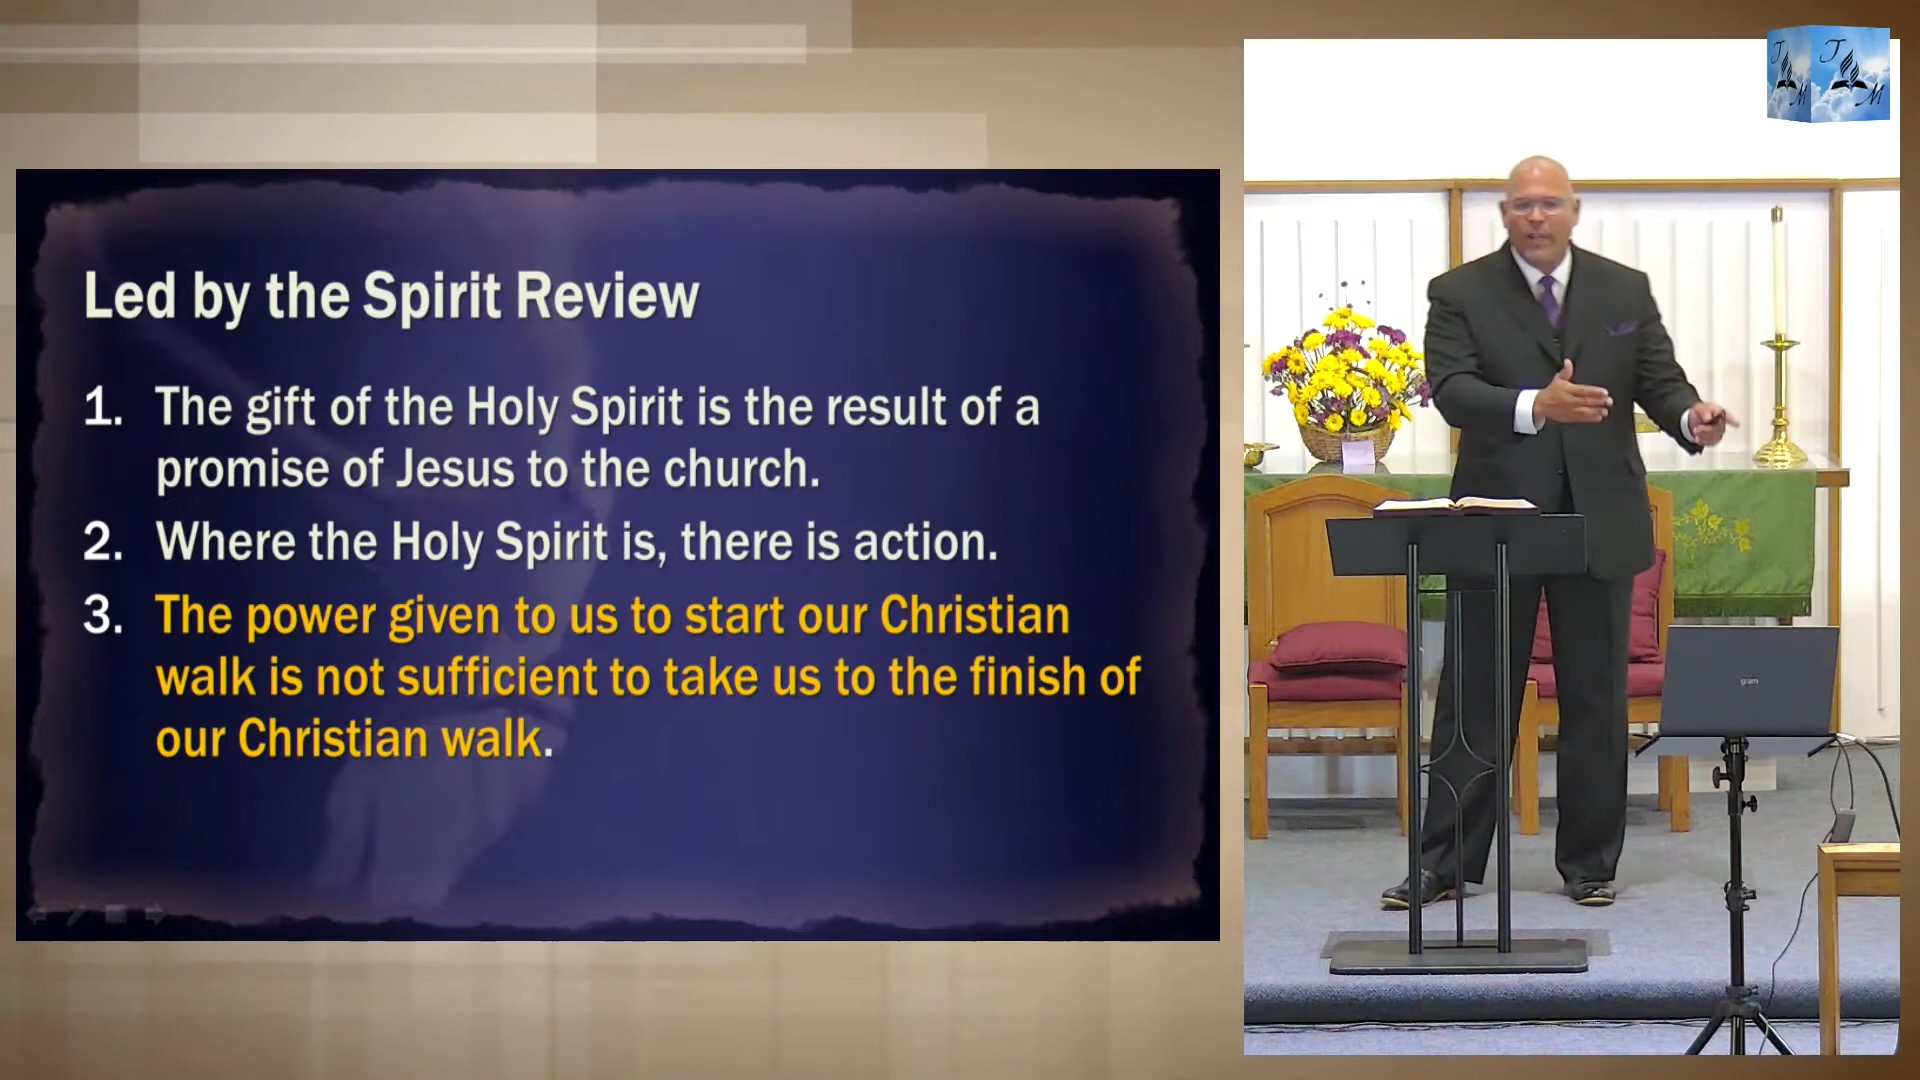 Led by the Spirit Review
1. The gift of the Holy Spirit is the result of a
promise of Jesus to the church.
2. Where the Holy Spirit is, there is action.
3. The power given to us to start our Christian
walk is not sufficient to take us to the finish of
our Christian walk.
J
M
J
M
gram